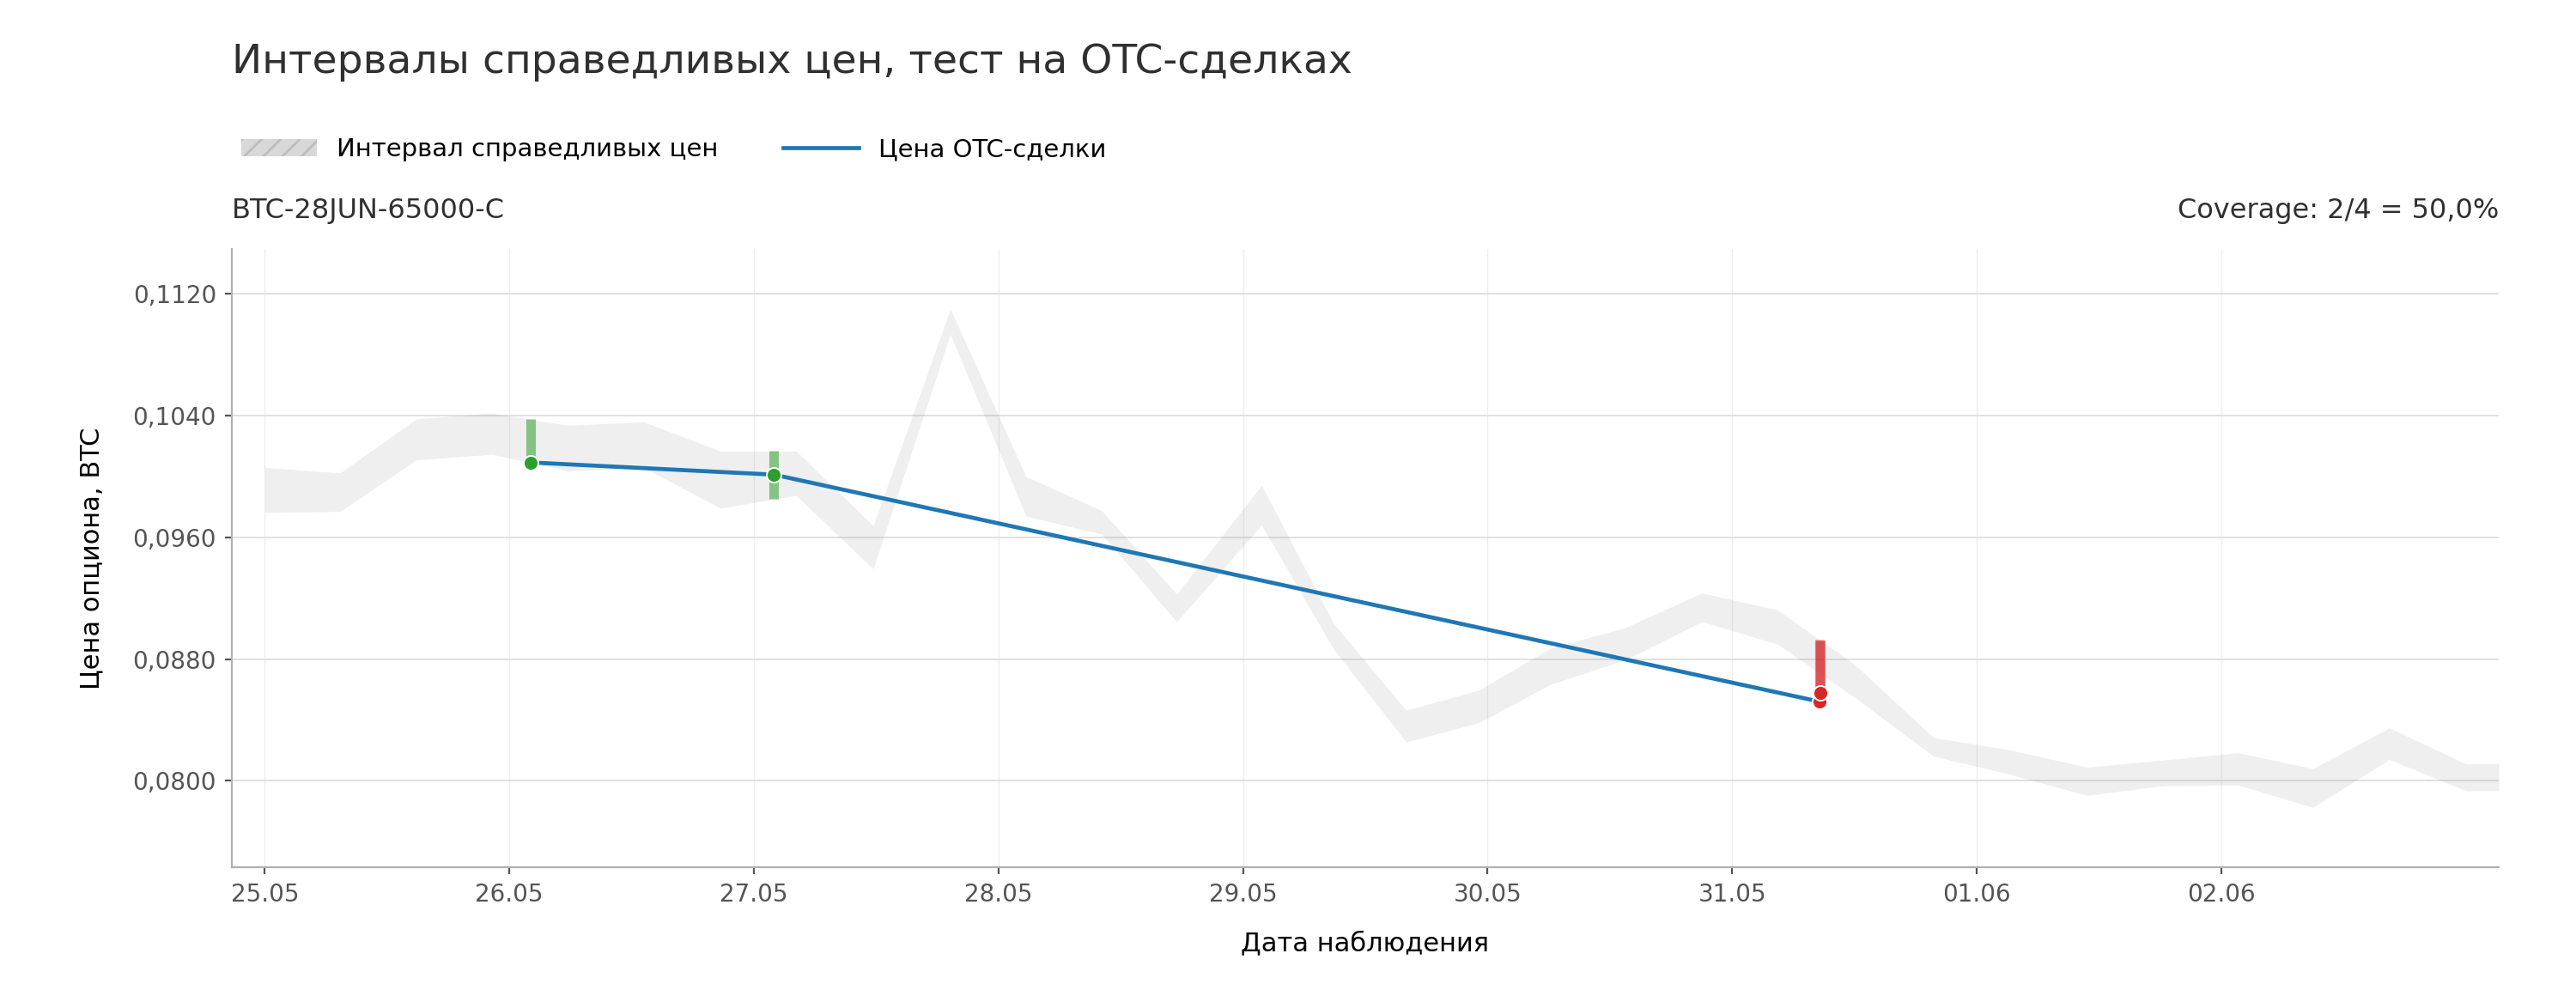 Интервалы справедливых цен, тест на OTC-сделках
Интервал справедливых цен
Цена OTC-сделки
BTC-28JUN-65000-C
Coverage: 2/4 = 50,0%
Цена опциона, BTC
0,1120
0,1040
0,0960
0,0880
0,0800
25.05
26.05
27.05
28.05
29.05
30.05
31.05
01.06
02.06
Дата наблюдения